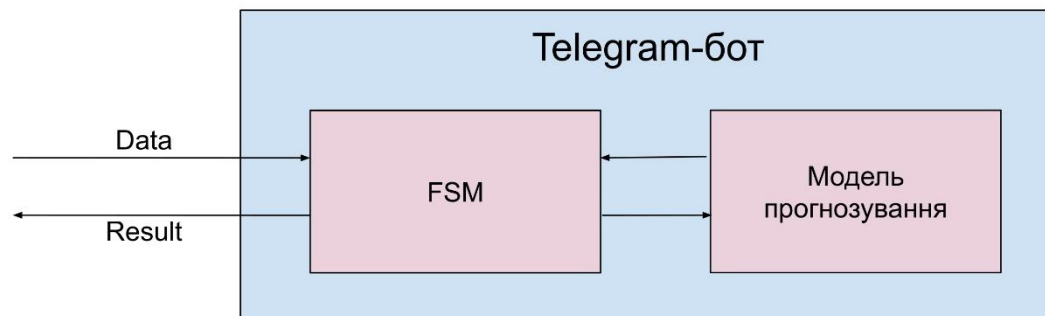 Telegram-бот
Data
FSM
Result
Модель
прогнозування